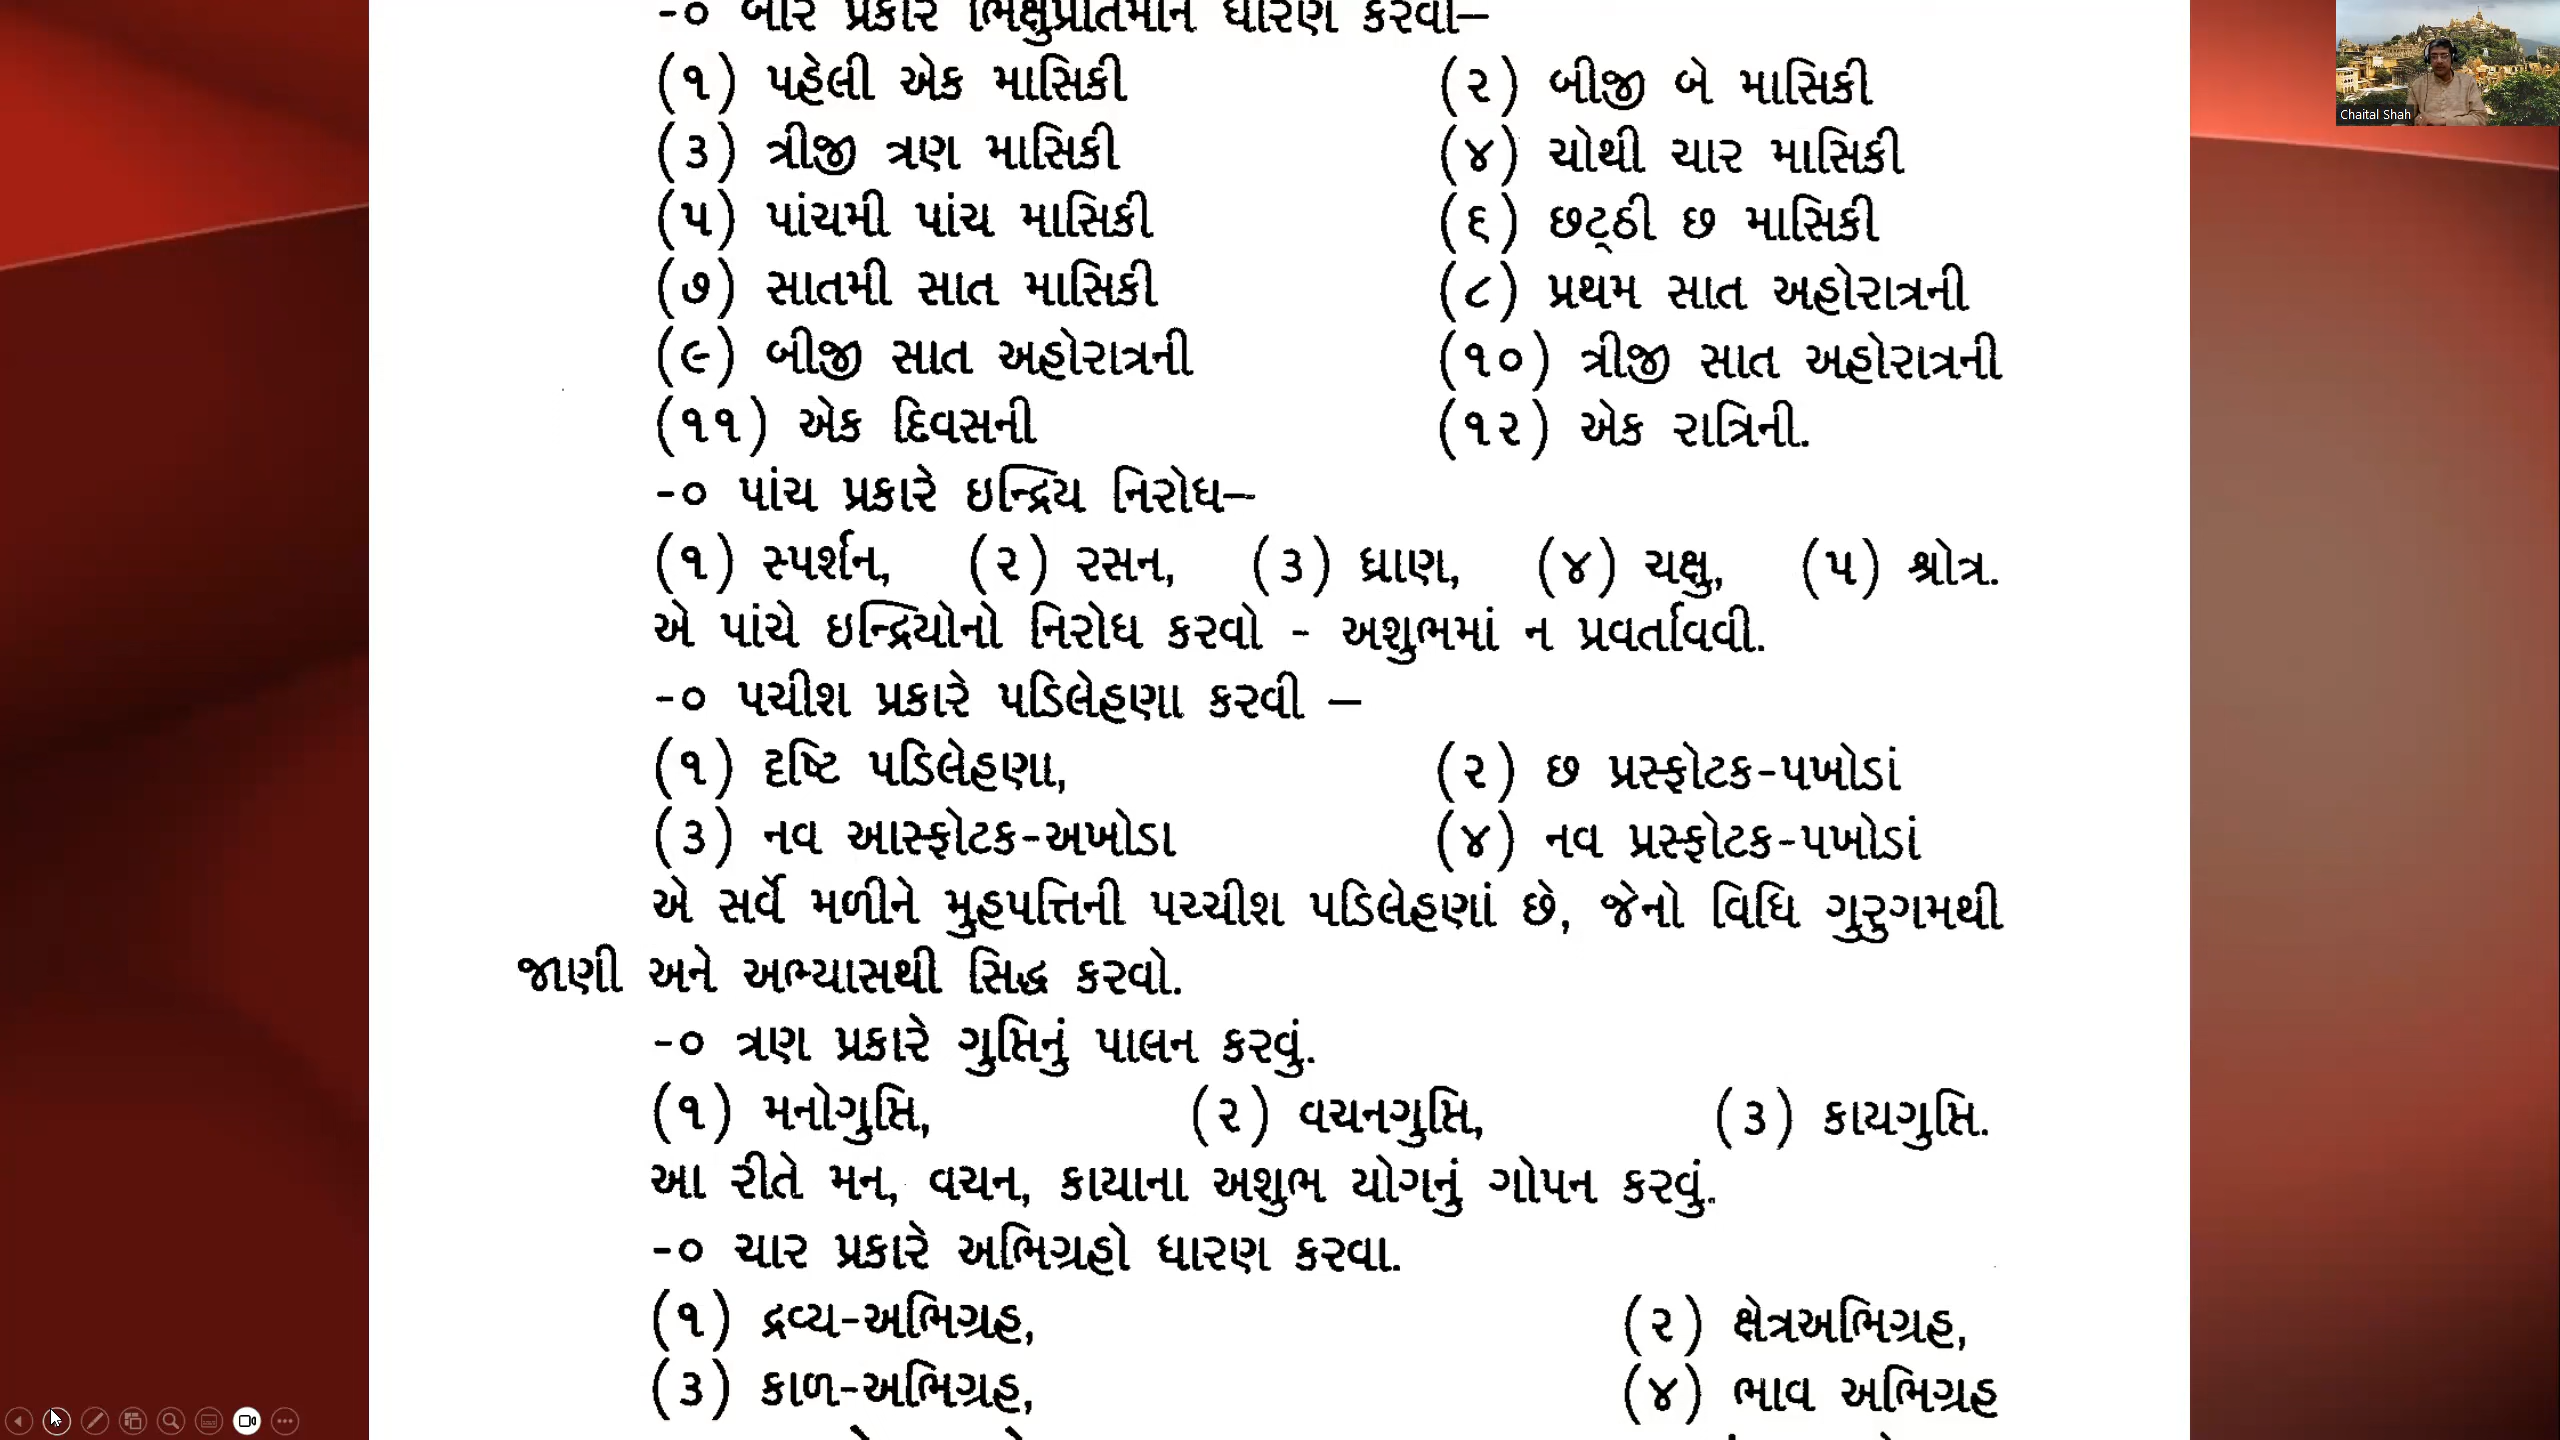 -૦ બાર પ્રકારે ભિક્ષુપ્રતિમાને ધારણ કરવી–
(૧) પહેલી એક માસિકી (૨) બીજી બે માસિકી
(૩) ત્રીજી ત્રણ માસિકી (૪) ચોથી ચાર માસિકી
(૫) પાંચમી પાંચ માસિકી (૬) છટ્ઠી છ માસિકી
(૭) સાતમી સાત માસિકી (૮) પ્રથમ સાત અહોરાત્રની
(૯) બીજી સાત અહોરાત્રની (૧૦) ત્રીજી સાત અહોરાત્રની
(૧૧) એક દિવસની (૧૨) એક રાત્રિની.
-૦ પાંચ પ્રકારે ઇન્દ્રિય નિરોધ–
(૧) સ્પર્શન, (૨) રસન, (૩) ઘ્રાણ, (૪) ચક્ષુ, (૫) શ્રોત્ર.
એ પાંચે ઇન્દ્રિયોનો નિરોધ કરવો - અશુભમાં ન પ્રવર્તાવવી.
-૦ પચીશ પ્રકારે પડિલેહણા કરવી –
(૧) દૃષ્ટિ પડિલેહણા, (૨) છ પ્રસ્ફોટક-પખોડાં
(૩) નવ આસ્ફોટક-અખોડા (૪) નવ પ્રસ્ફોટક-પખોડાં
એ સર્વે મળીને મુહપત્તિની પચ્ચીશ પડિલેહણાં છે, જેનો વિધિ ગુરુગમથી
જાણી અને અભ્યાસથી સિદ્ધ કરવો.
-૦ ત્રણ પ્રકારે ગુપ્તિનું પાલન કરવું.
(૧) મનોગુપ્તિ, (૨) વચનગુપ્તિ, (૩) કાયગુપ્તિ.
આ રીતે મન, વચન, કાયાના અશુભ યોગનું ગોપન કરવું.
-૦ ચાર પ્રકારે અભિગ્રહો ધારણ કરવા.
(૧) દ્રવ્ય-અભિગ્રહ, (૨) ક્ષેત્રઅભિગ્રહ,
(૩) કાળ-અભિગ્રહ, (૪) ભાવ અભિગ્રહ
Chaital Shah